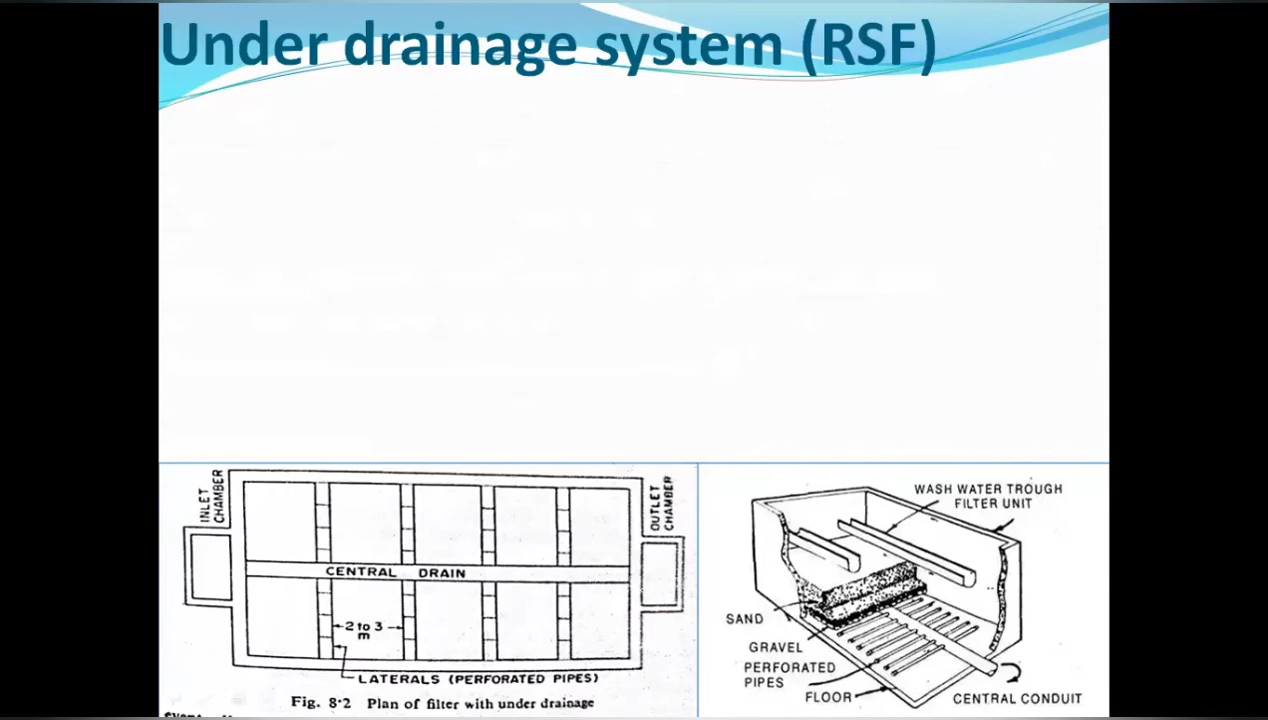 Under drainage system (RSF)
INLET
CHAMBER
OUTLET
CHAMBER
CENTRAL DRAIN
2 to 3
m
LATERALS (PERFORATED PIPES)
Fig. 8·2 Plan of filter with under drainage
WASH WATER TROUGH
FILTER UNIT
SAND
GRAVEL
PERFORATED
PIPES
FLOOR
CENTRAL CONDUIT